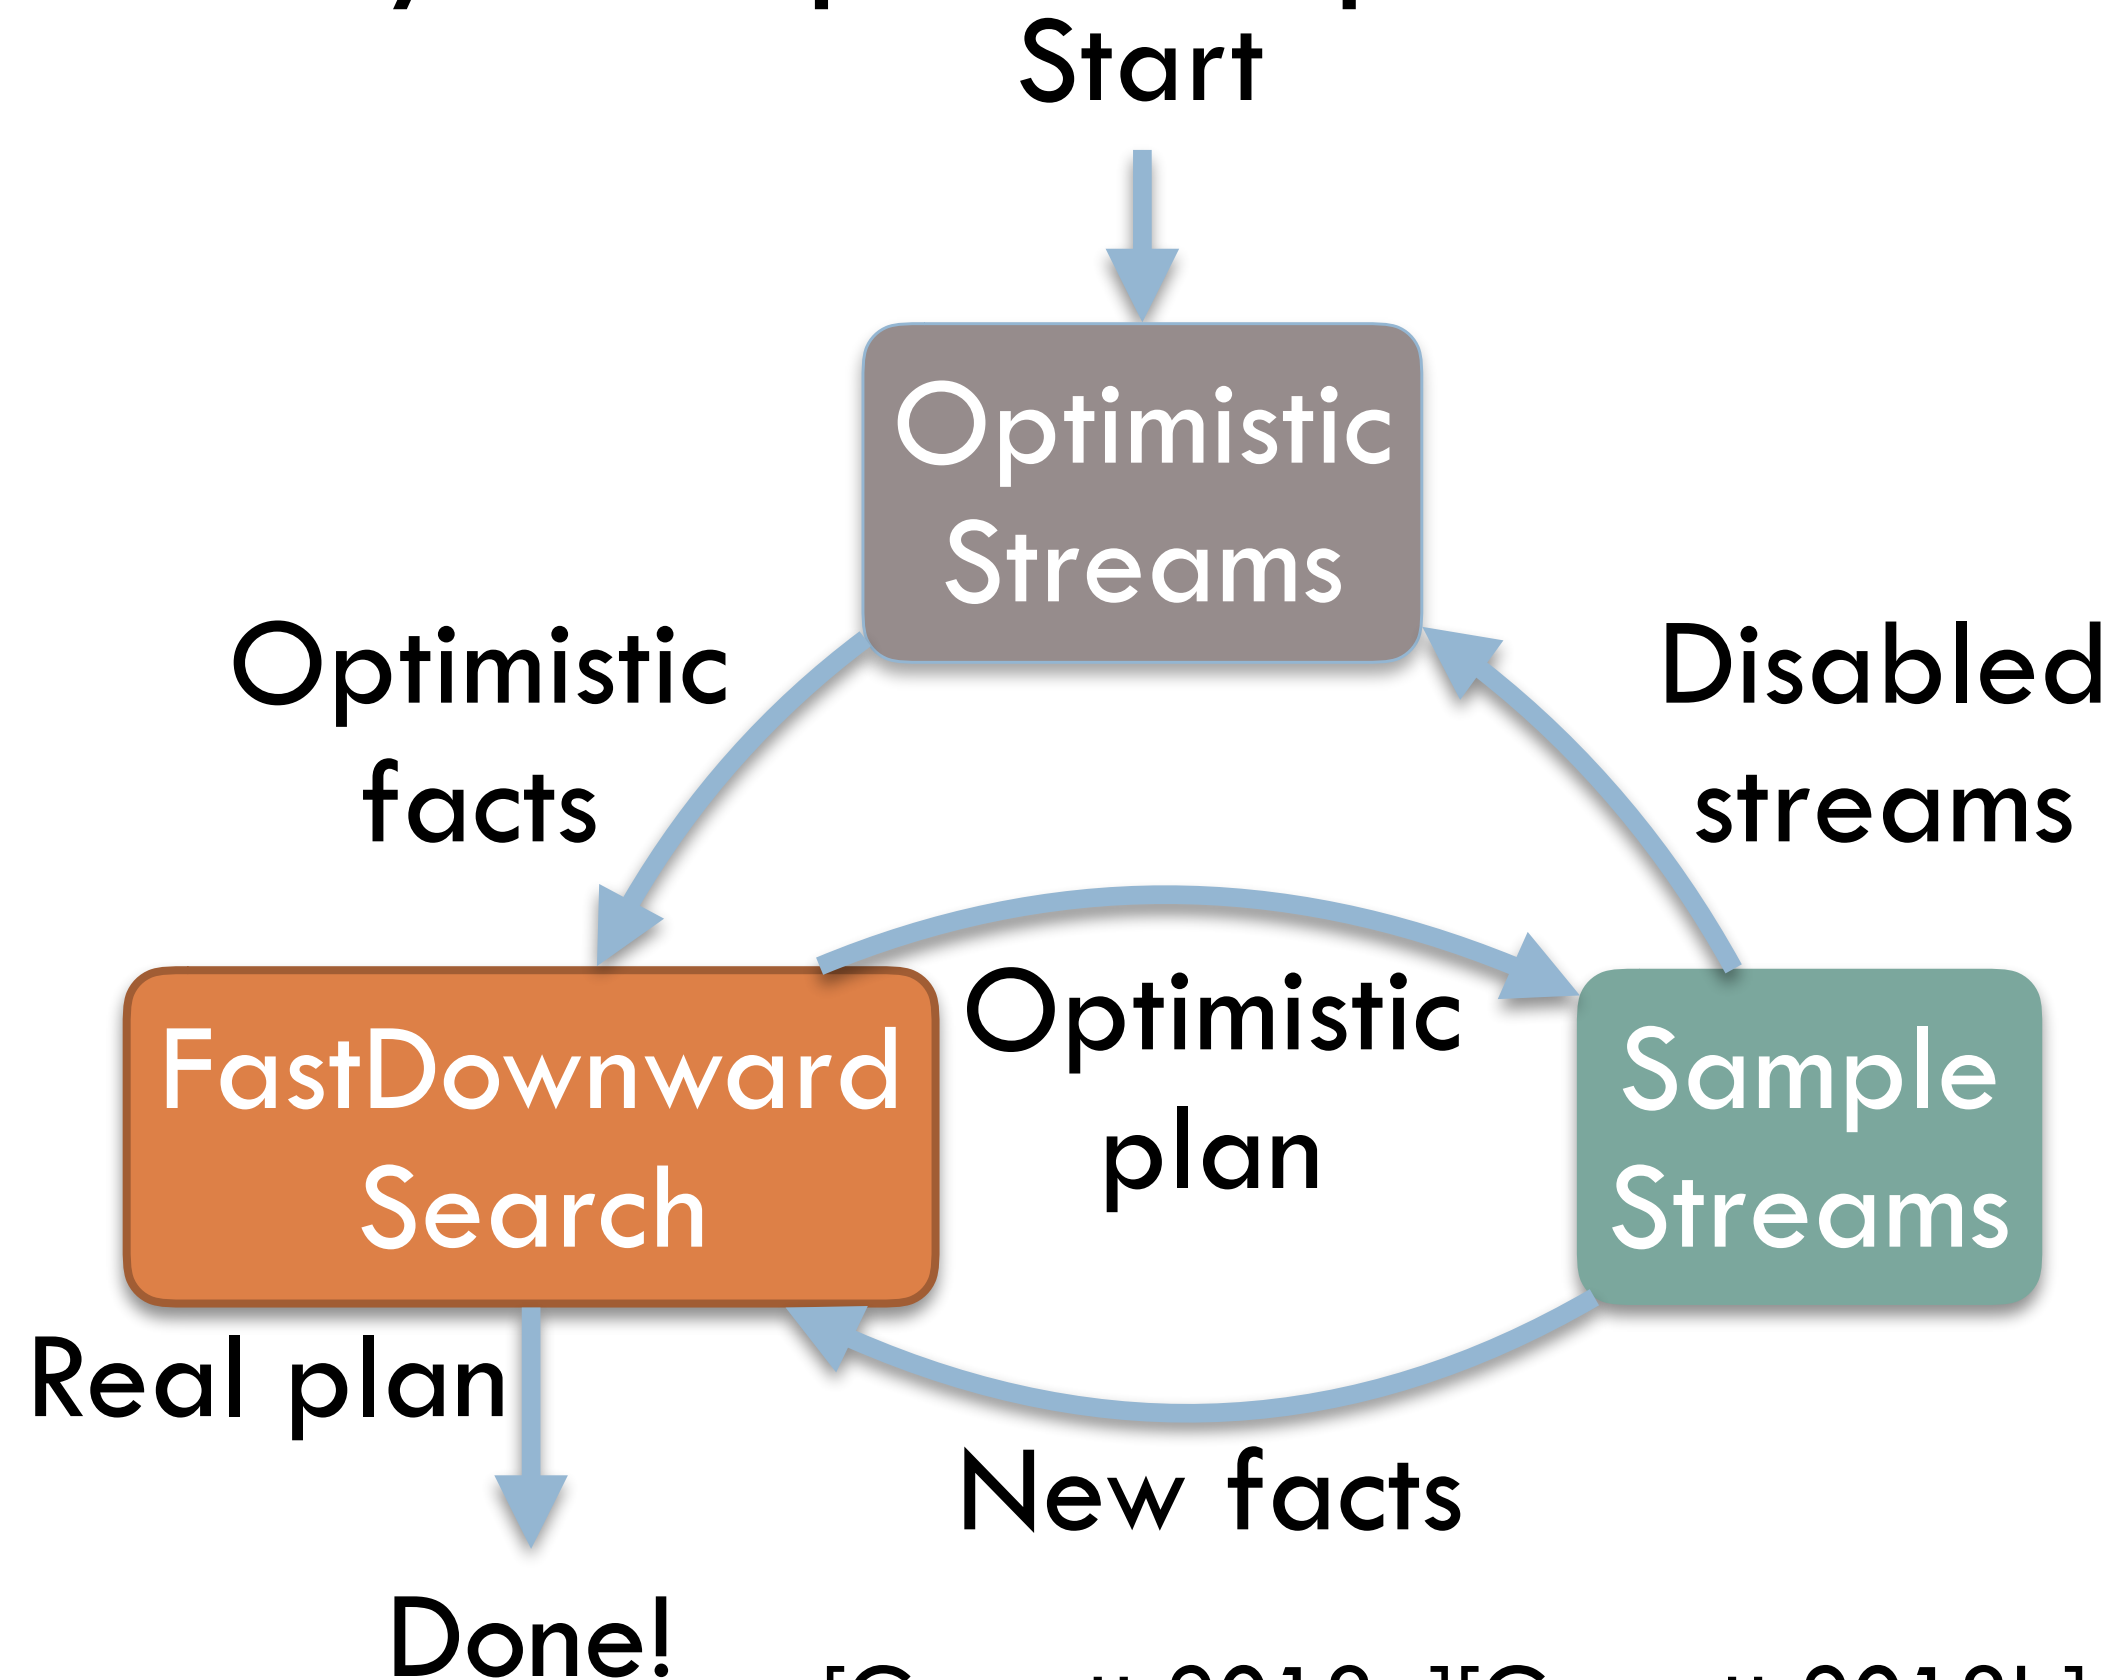 Start
Optimistic
Streams
Optimistic
facts
Disabled
streams
FastDownward
Search
Optimistic
plan
Sample
Streams
Real plan
New facts
Done!